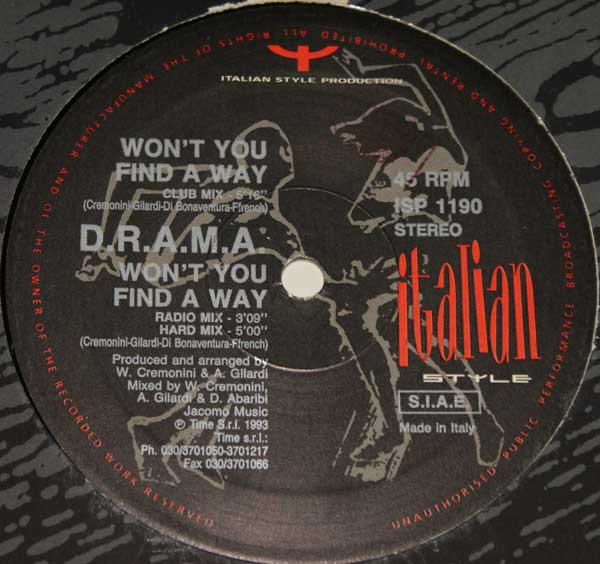 ITALIAN STYLE PRODUCTION
WON'T YOU
FIND A WAY
CLUB MIX - 5'16"
(Cremonini-Gilardi-Di Bonaventura-Ffrench)
D.R.A.M.A.
WON'T YOU
FIND A WAY
RADIO MIX - 3'09"
HARD MIX - 5'00"
(Cremonini-Gilardi-Di Bonaventura-Ffrench)
Produced and arranged by
W. Cremonini & A. Gilardi
Mixed by W. Cremonini,
A. Gilardi & D. Abaribi
Jacomo Music
℗ Time S.r.l. 1993
Time s.r.l.:
Ph. 030/3701050-3701217
Fax 030/3701066
45 RPM
ISP 1190
STEREO
italian
STYLE
S.I.A.E.
Made in Italy
ALL RIGHTS OF THE MANUFACTURER AND OF THE OWNER OF THE RECORDED WORK RESERVED
UNAUTHORISED PUBLIC PERFORMANCE BROADCASTING COPYING AND RENTAL PROHIBITED